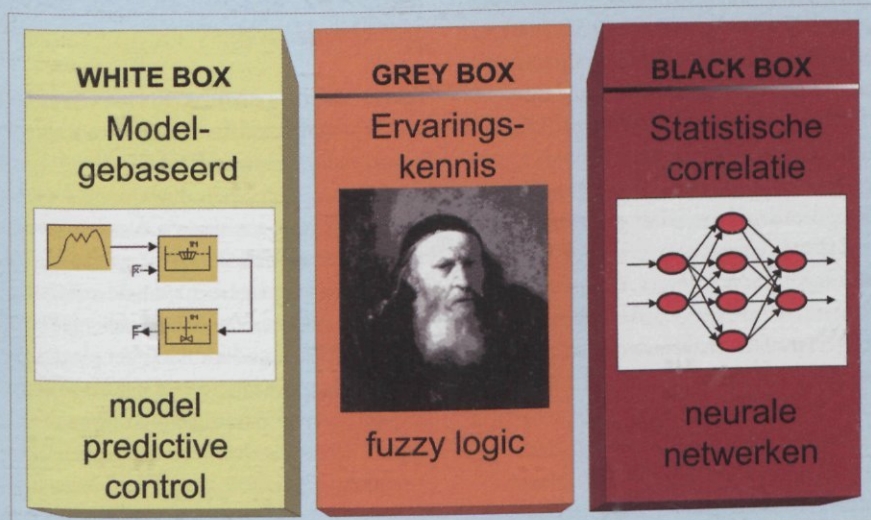 WHITE BOX
Model-
gebaseerd
model
predictive
control
GREY BOX
Ervarings-
kennis
fuzzy logic
BLACK BOX
Statistische
correlatie
neurale
netwerken